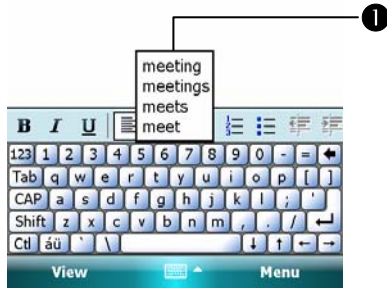 ❶
meeting
meetings
meets
meet
B I U
123 1 2 3 4 5 6 7 8 9 0 - =
Tab q w e r t y u i o p [ ]
CAP a s d f g h j k l ; '
Shift z x c v b n m , . /
Ctl áü ` \
View Menu